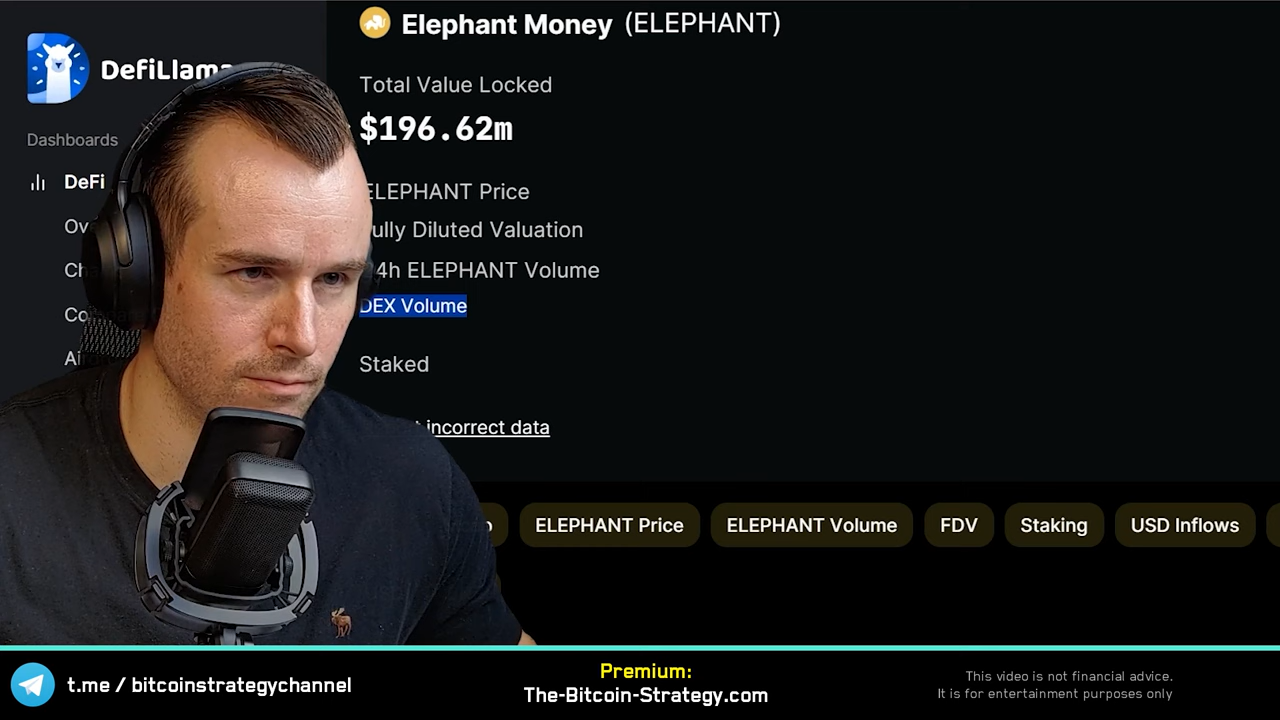 Elephant Money (ELEPHANT)
DefiLlama
Total Value Locked
$196.62m
Dashboards
DeFi
ELEPHANT Price
Fully Diluted Valuation
24h ELEPHANT Volume
DEX Volume
Staked
incorrect data
ELEPHANT Price
ELEPHANT Volume
FDV
Staking
USD Inflows
t.me / bitcoinstrategychannel
Premium:
The-Bitcoin-Strategy.com
This video is not financial advice.
It is for entertainment purposes only